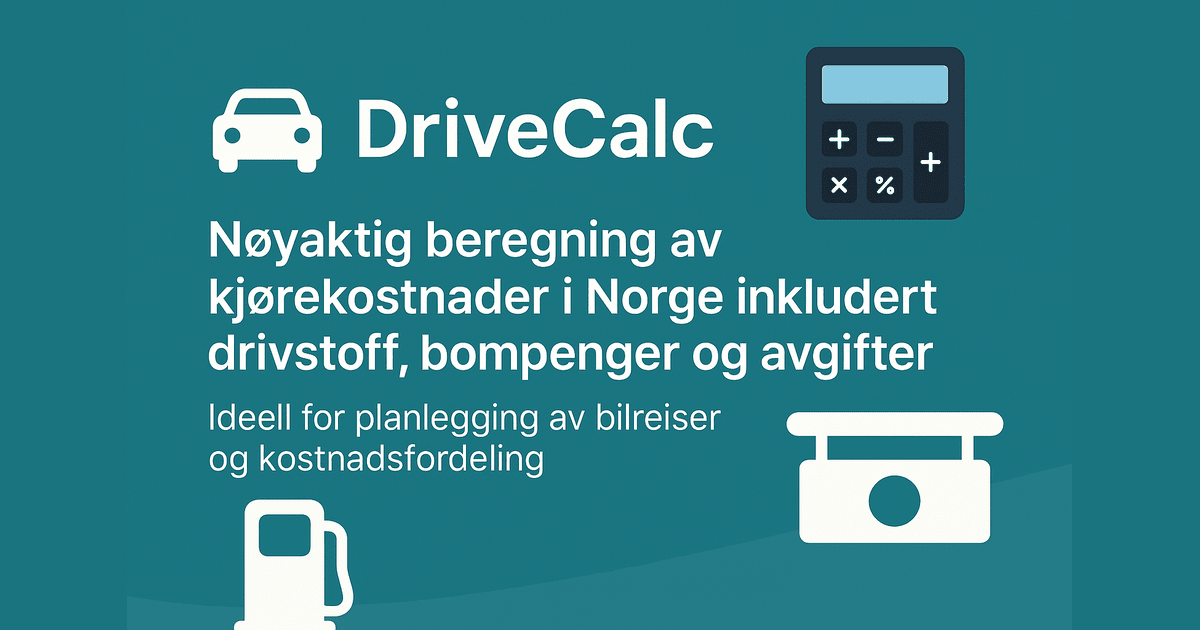 DriveCalc
Nøyaktig beregning av
kjørekostnader i Norge inkludert
drivstoff, bompenger og avgifter
Ideell for planlegging av bilreiser
og kostnadsfordeling
+ − +
× %